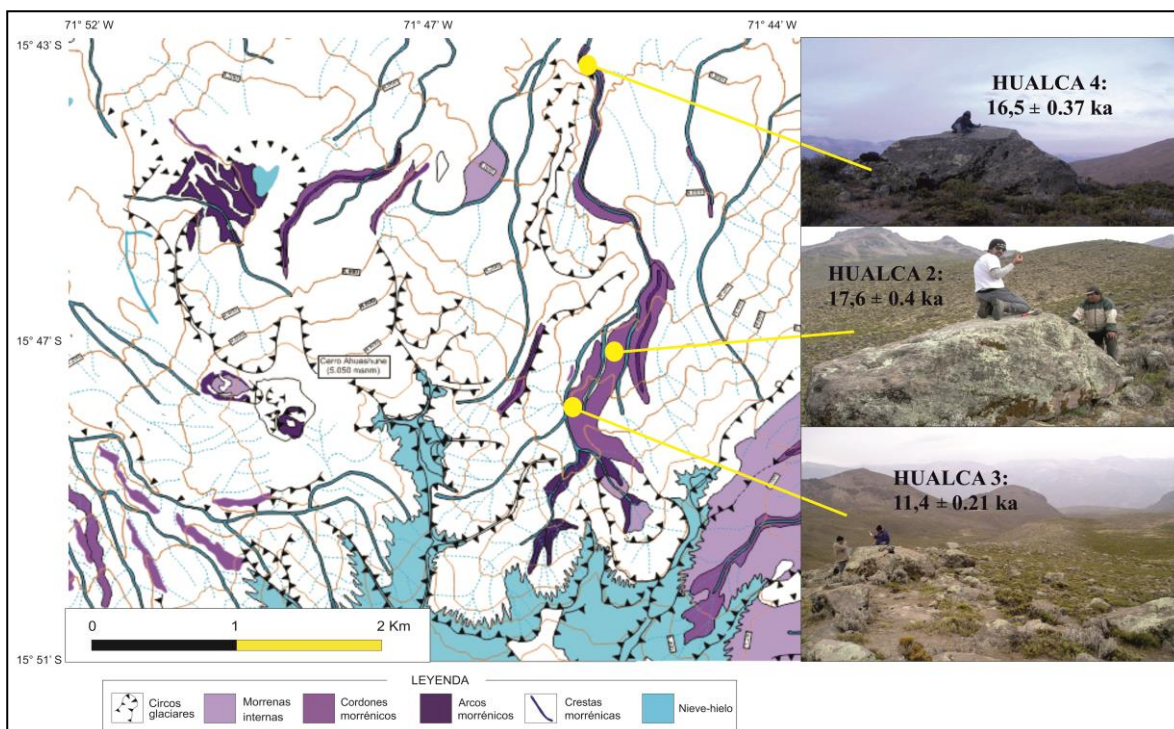 71° 52' W
71° 47' W
71° 44' W
15° 43' S
HUALCA 4:
16,5 ± 0.37 ka
HUALCA 2:
17,6 ± 0.4 ka
15° 47' S
Cerro Ahuashune
(5.050 msnm)
HUALCA 3:
11,4 ± 0.21 ka
0 1 2 Km
15° 51' S
LEYENDA
Circos
glaciares
Morrenas
internas
Cordones
morrénicos
Arcos
morrénicos
Crestas
morrénicas
Nieve-hielo